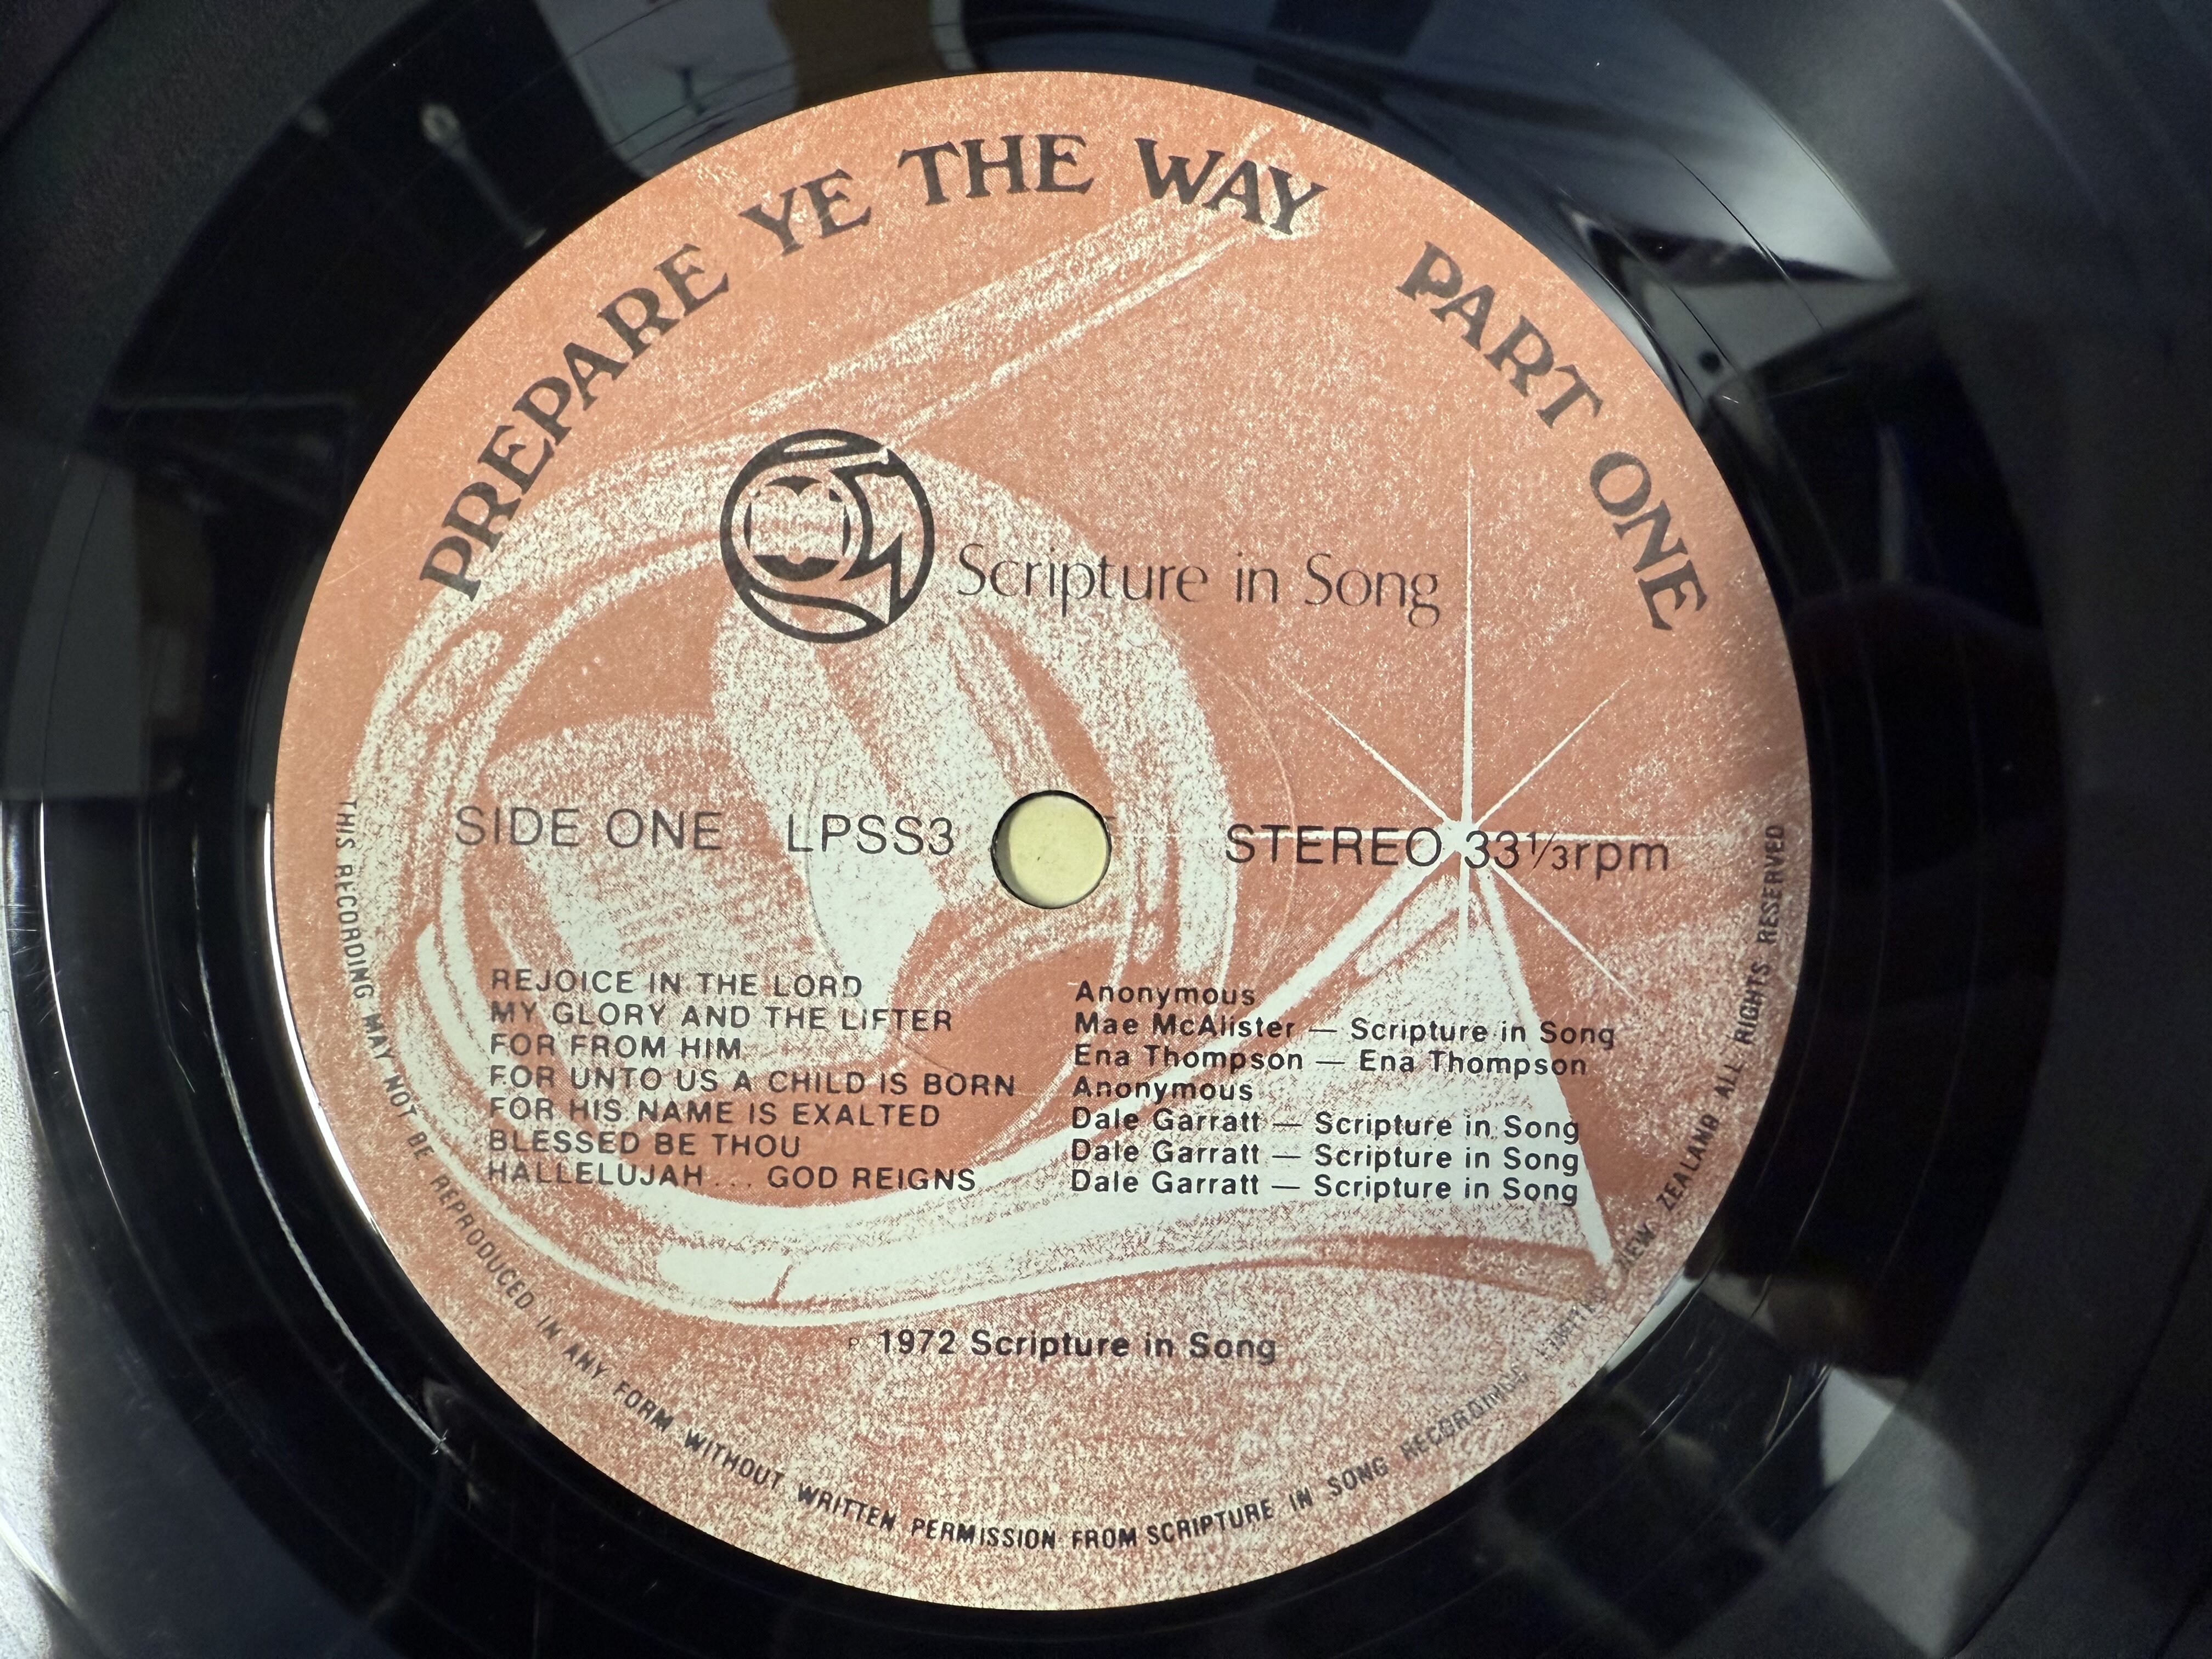 PREPARE YE THE WAY PART ONE
Scripture in Song
SIDE ONE LPSS3 STEREO 33⅓rpm
REJOICE IN THE LORD Anonymous
MY GLORY AND THE LIFTER Mae McAlister — Scripture in Song
FOR FROM HIM Ena Thompson — Ena Thompson
FOR UNTO US A CHILD IS BORN Anonymous
FOR HIS NAME IS EXALTED Dale Garratt — Scripture in Song
BLESSED BE THOU Dale Garratt — Scripture in Song
HALLELUJAH ... GOD REIGNS Dale Garratt — Scripture in Song
℗ 1972 Scripture in Song
THIS RECORDING MAY NOT BE REPRODUCED IN ANY FORM WITHOUT WRITTEN PERMISSION FROM SCRIPTURE IN SONG RECORDINGS LIMITED NEW ZEALAND ALL RIGHTS RESERVED